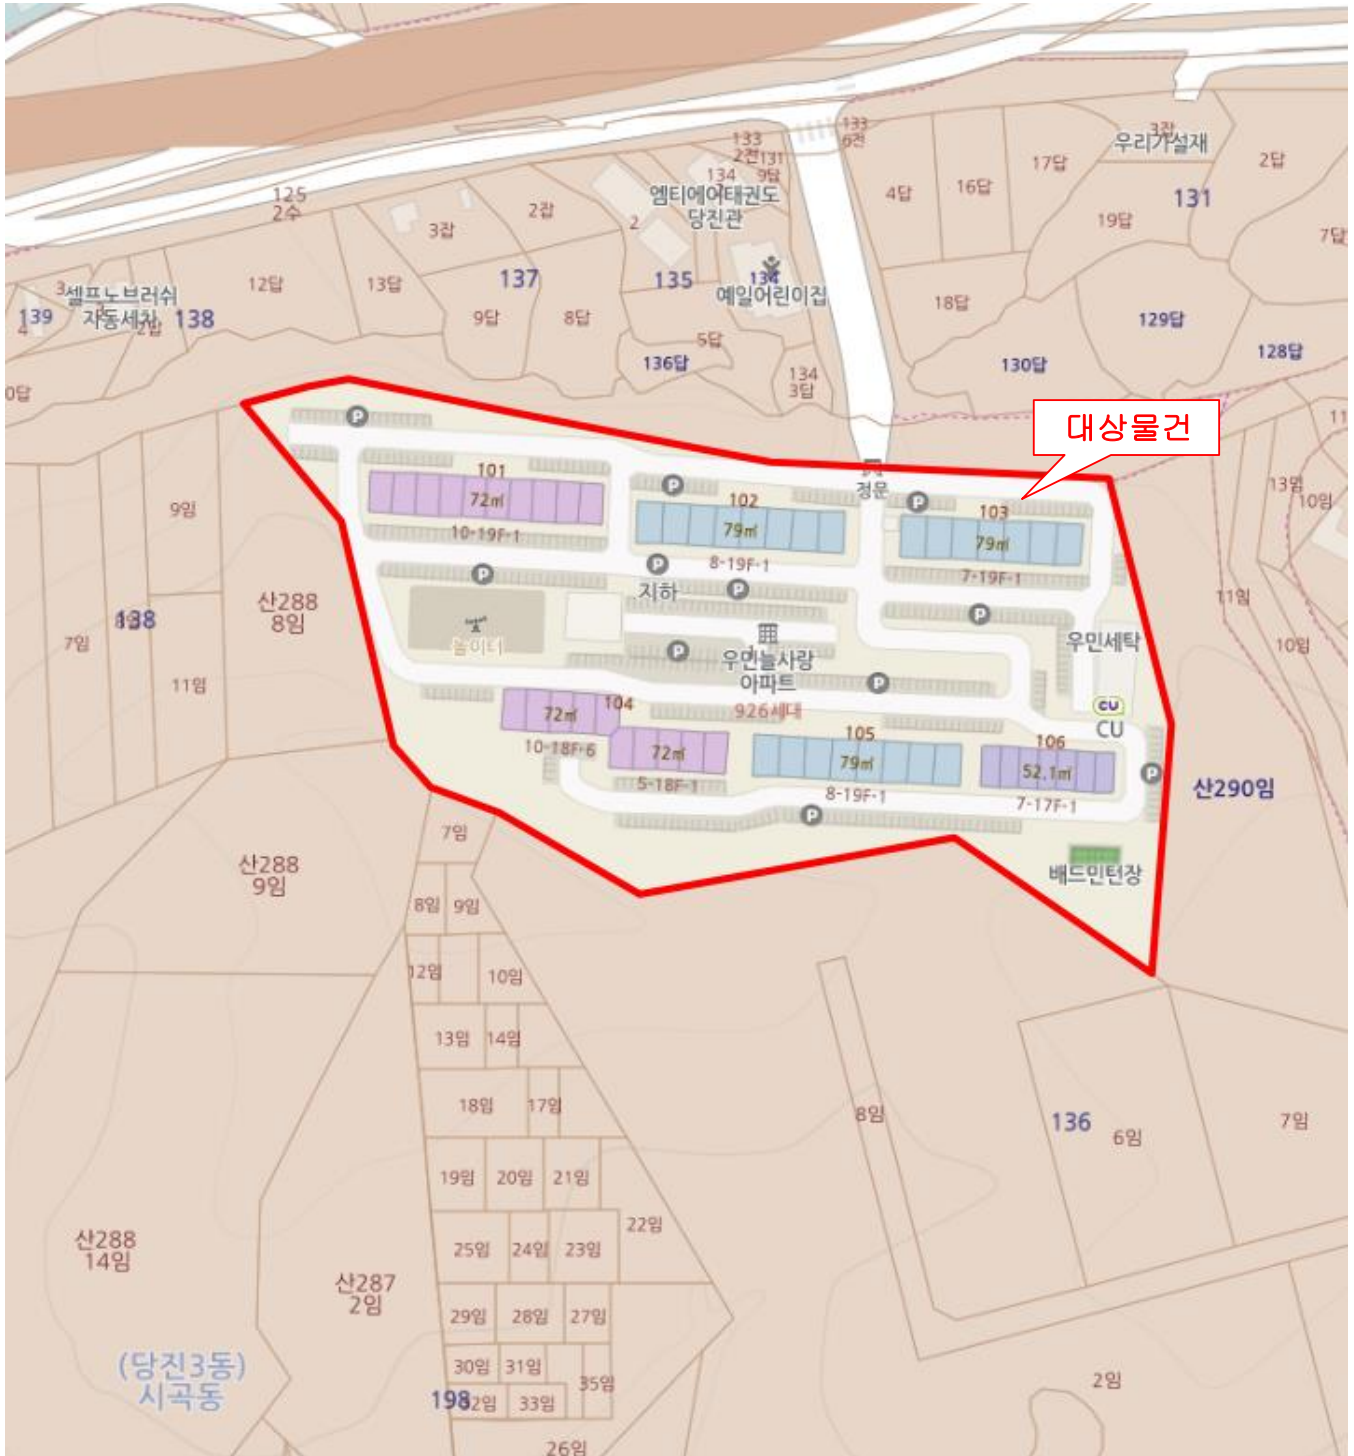 133
2전
131
9답
134
2
133
6전
3잡
우리가설재
17답
2답
4답
16답
131
19답
7답
125
2수
엠티에어태권도
당진관
2잡
3잡
2
12답
13답
137
135
134
예일어린이집
18답
3
셀프노브러쉬
자동세차
139
4
2답
138
9답
8답
5답
129답
136답
130답
128답
0답
134
3답
11
대상물건
정문
101
72㎡
10-19F-1
102
79㎡
8-19F-1
103
79㎡
7-19F-1
13임
10임
9임
지하
산288
8임
138
7임
11임
놀이터
우민늘사랑
아파트
926세대
우민세탁
CU
CU
11임
10임
104
72㎡
10-18F-6
72㎡
5-18F-1
105
79㎡
8-19F-1
106
52.1㎡
7-17F-1
산290임
배드민턴장
7임
산288
9임
8임
9임
12임
10임
13임
14임
18임
17임
8임
136
6임
7임
19임
20임
21임
22임
25임
24임
23임
산288
14임
산287
2임
29임
28임
27임
(당진3동)
시곡동
30임
31임
35임
2임
198
32임
33임
26임